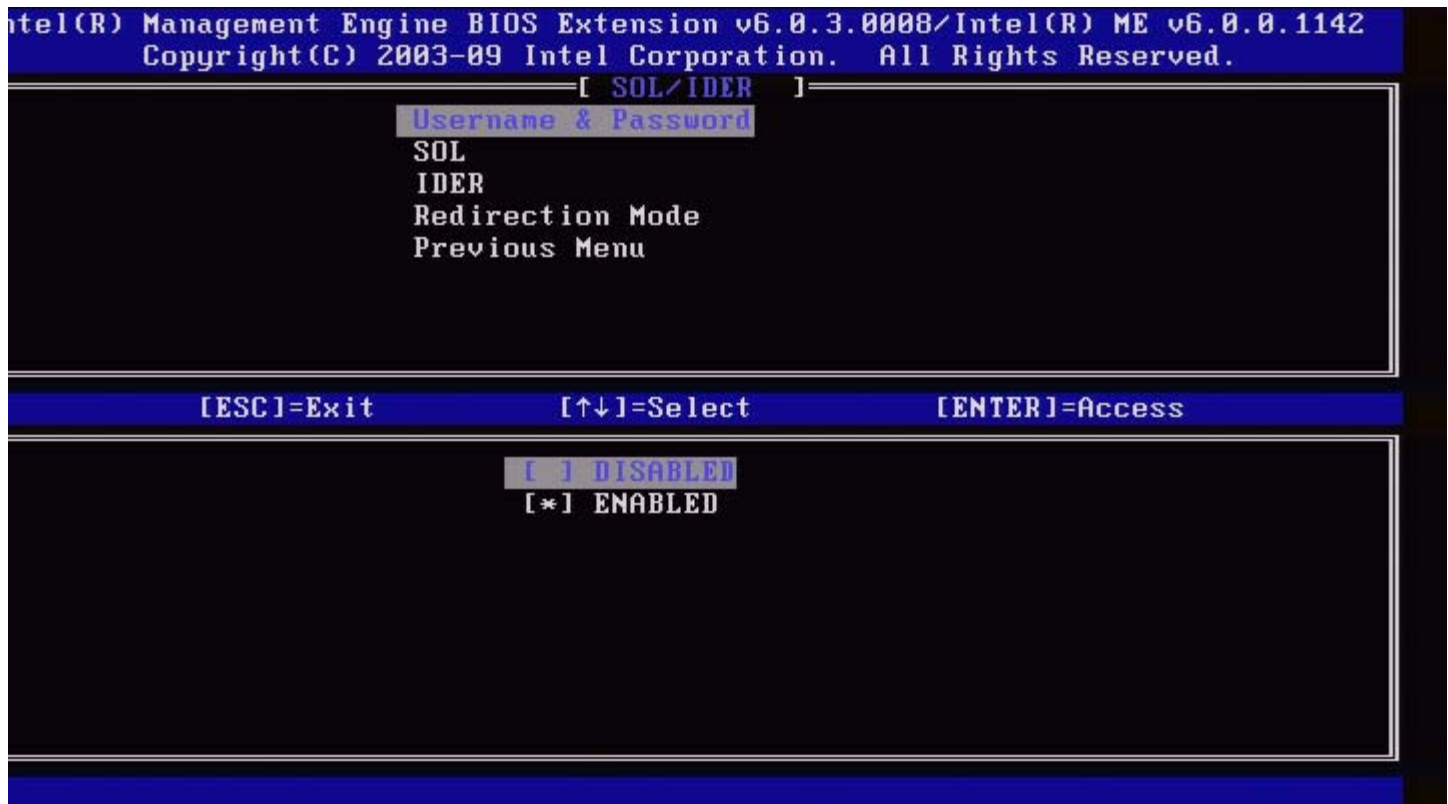 ntel(R) Management Engine BIOS Extension v6.0.3.0008/Intel(R) ME v6.0.0.1142
Copyright(C) 2003-09 Intel Corporation. All Rights Reserved.
[ SOL/IDER ]
Username & Password
SOL
IDER
Redirection Mode
Previous Menu
[ESC]=Exit [↑↓]=Select [ENTER]=Access
[ ] DISABLED
[*] ENABLED